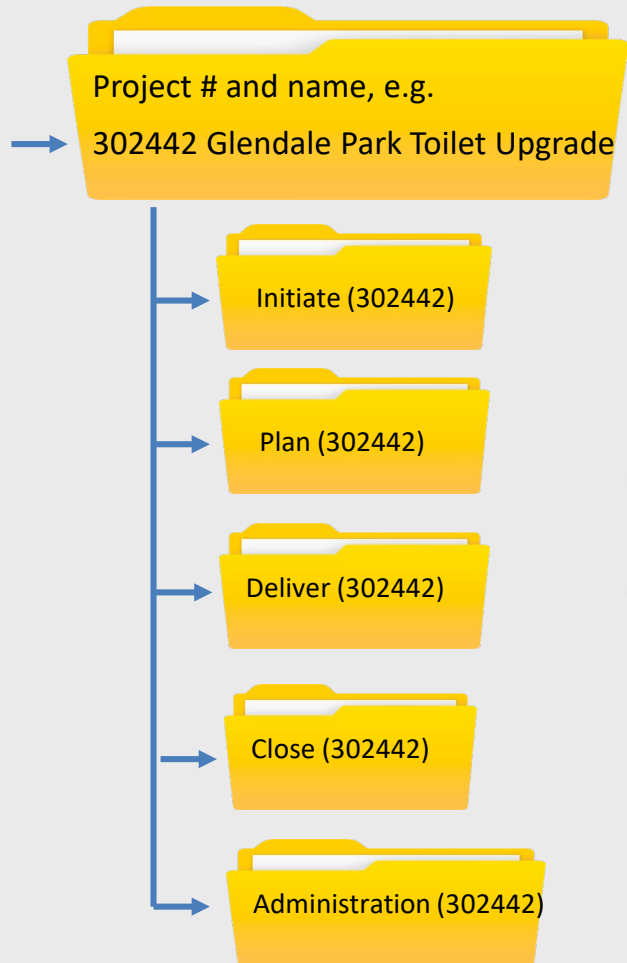 Project # and name, e.g.
302442 Glendale Park Toilet Upgrade
Initiate (302442)
Plan (302442)
Deliver (302442)
Close (302442)
Administration (302442)